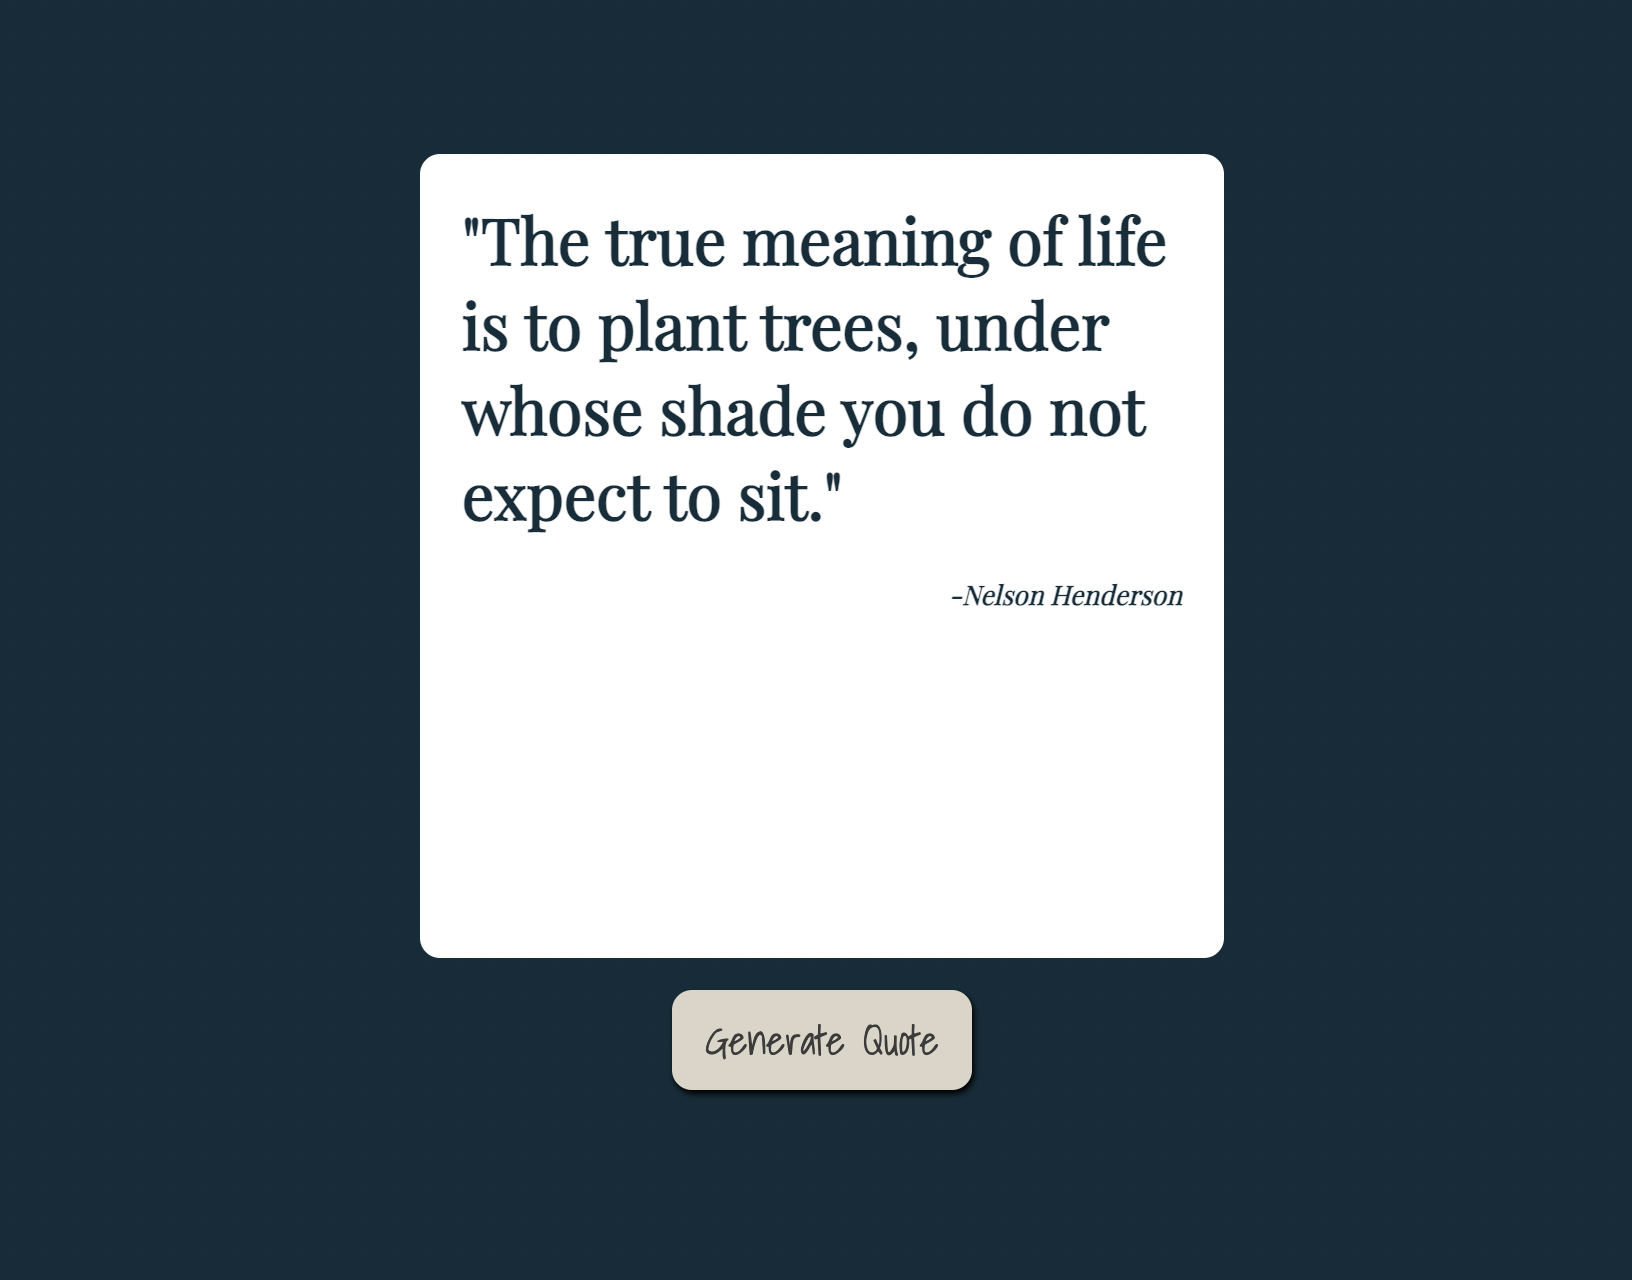 "The true meaning of life
is to plant trees, under
whose shade you do not
expect to sit."
-Nelson Henderson
Generate Quote